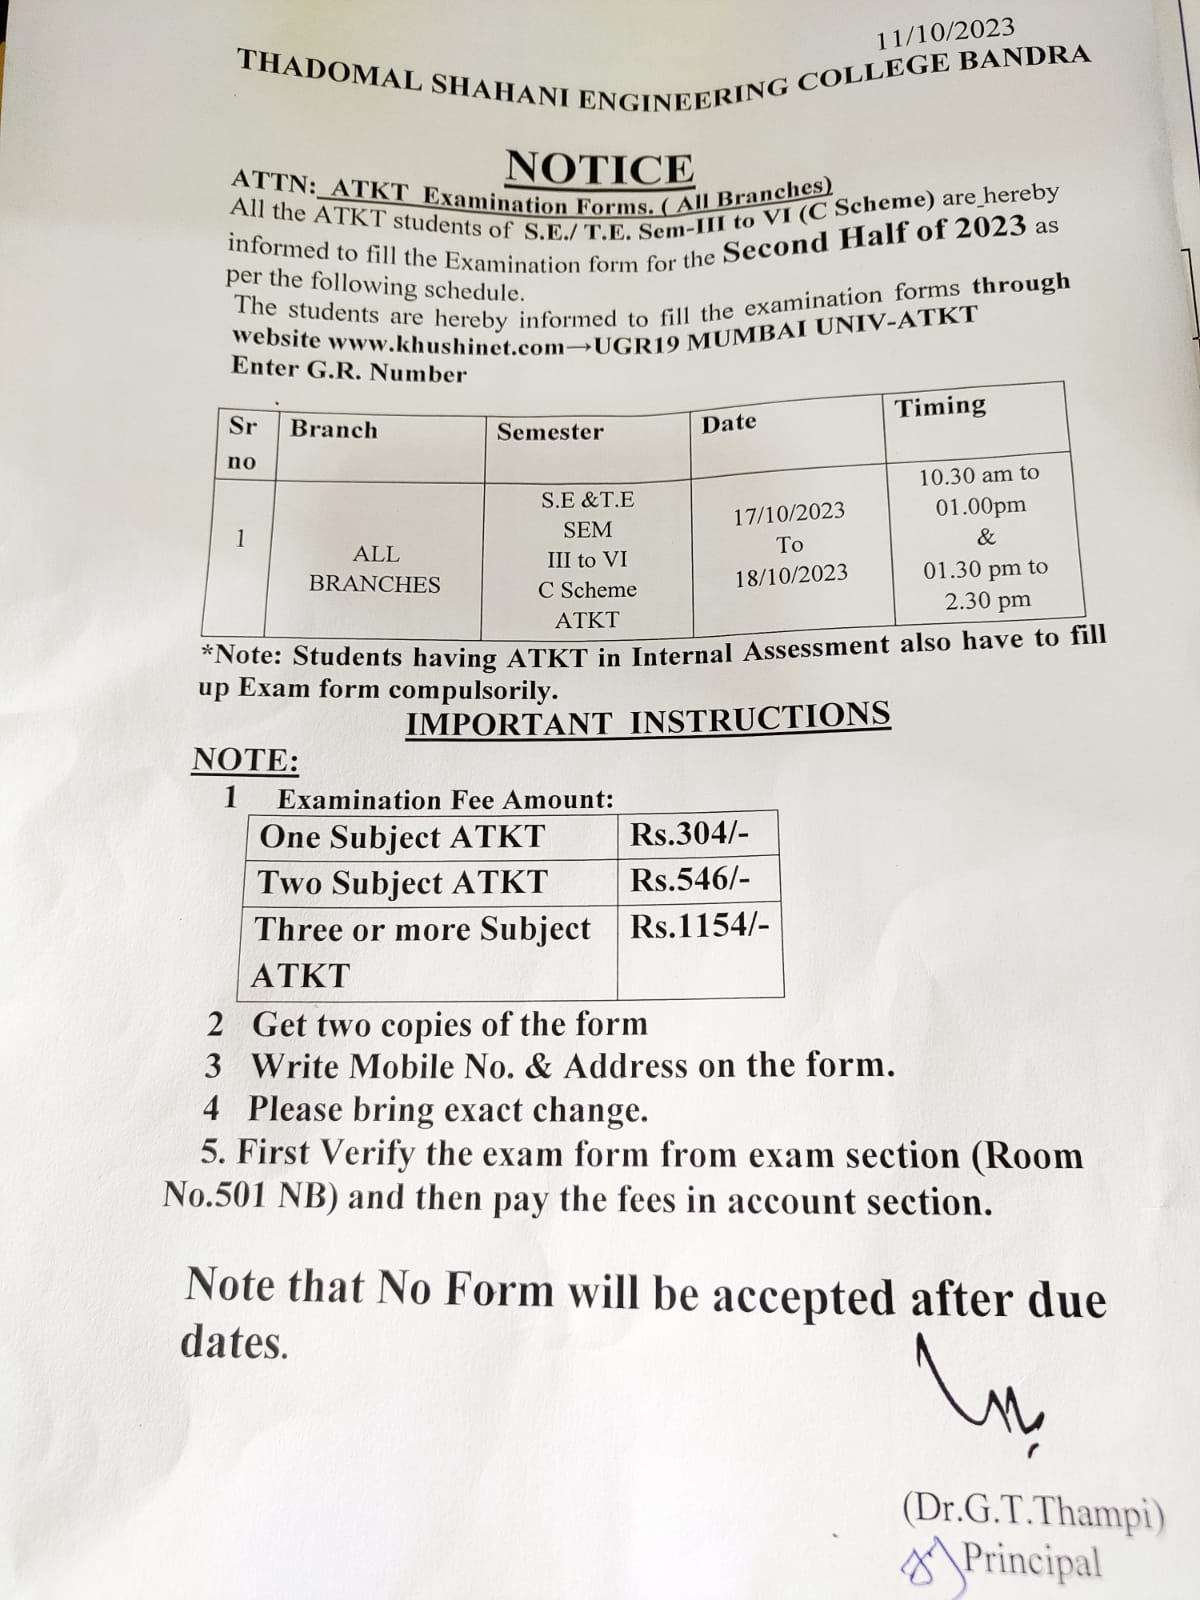 11/10/2023
THADOMAL SHAHANI ENGINEERING COLLEGE BANDRA
NOTICE
ATTN: ATKT Examination Forms. ( All Branches)
All the ATKT students of S.E./ T.E. Sem-III to VI (C Scheme) are hereby
informed to fill the Examination form for the Second Half of 2023 as
per the following schedule.
The students are hereby informed to fill the examination forms through
website www.khushinet.com→UGR19 MUMBAI UNIV-ATKT
Enter G.R. Number
Sr no Branch Semester Date Timing
1 ALL BRANCHES S.E &T.E SEM III to VI C Scheme ATKT 17/10/2023 To 18/10/2023 10.30 am to 01.00pm & 01.30 pm to 2.30 pm
*Note: Students having ATKT in Internal Assessment also have to fill
up Exam form compulsorily.
IMPORTANT INSTRUCTIONS
NOTE:
1 Examination Fee Amount:
One Subject ATKT Rs.304/-
Two Subject ATKT Rs.546/-
Three or more Subject Rs.1154/-
ATKT
2 Get two copies of the form
3 Write Mobile No. & Address on the form.
4 Please bring exact change.
5. First Verify the exam form from exam section (Room
No.501 NB) and then pay the fees in account section.
Note that No Form will be accepted after due
dates.
(Dr.G.T.Thampi)
Principal